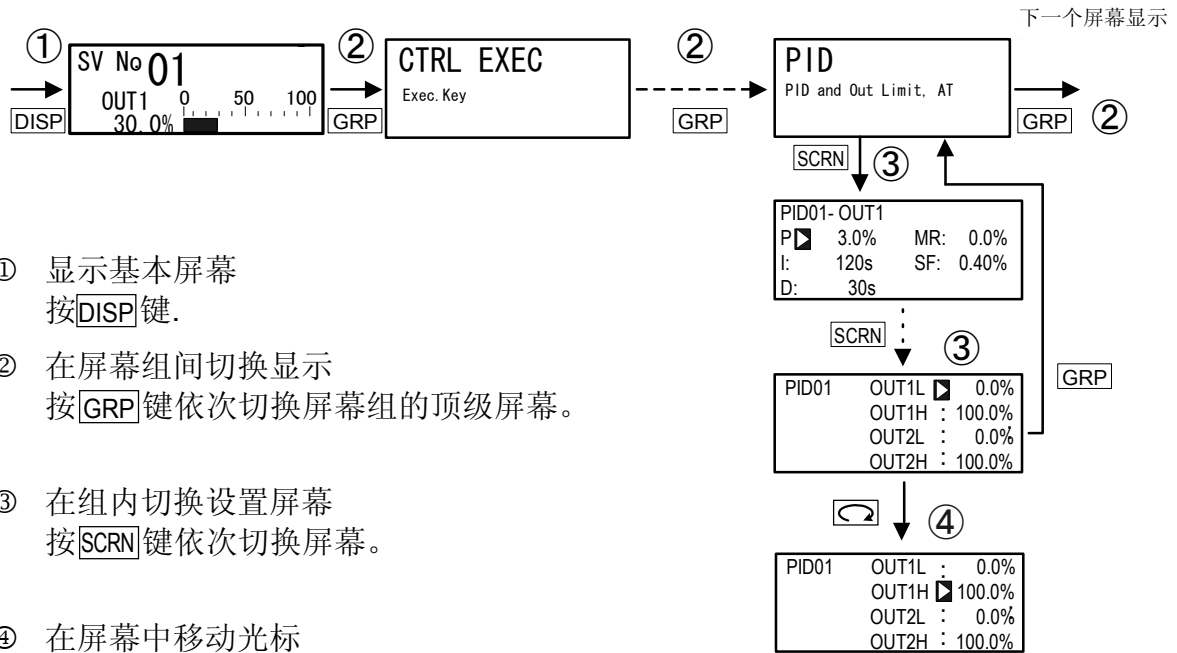 下一个屏幕显示
① ② ②
SV No 01
OUT1 0 50 100
30.0%
DISP
GRP
CTRL EXEC
Exec.Key
GRP
PID
PID and Out Limit, AT
GRP ②
SCRN ③
PID01- OUT1
P 3.0% MR: 0.0%
I: 120s SF: 0.40%
D: 30s
SCRN ③
GRP
PID01 OUT1L 0.0%
OUT1H : 100.0%
OUT2L : 0.0%
OUT2H : 100.0%
④
PID01 OUT1L : 0.0%
OUT1H 100.0%
OUT2L : 0.0%
OUT2H : 100.0%
① 显示基本屏幕
按DISP键.
② 在屏幕组间切换显示
按GRP键依次切换屏幕组的顶级屏幕。
③ 在组内切换设置屏幕
按SCRN键依次切换屏幕。
④ 在屏幕中移动光标